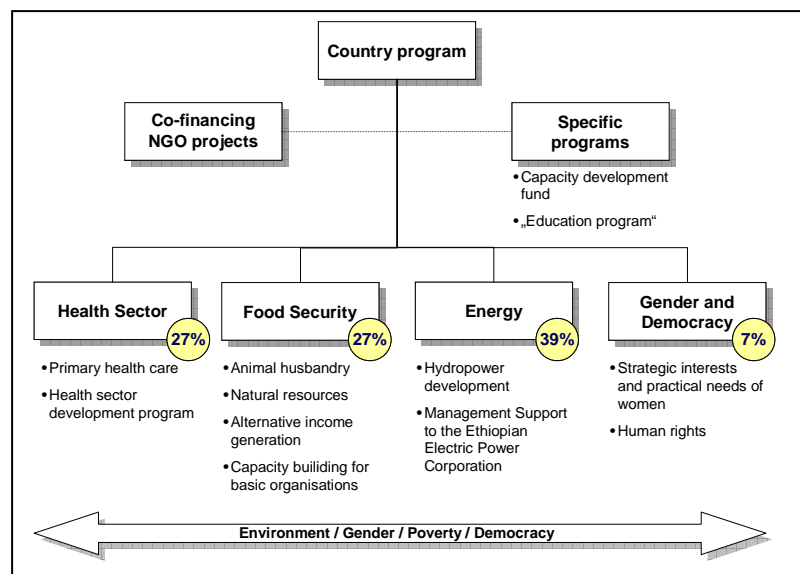 Country program
Co-financing
NGO projects
Specific
programs
•Capacity development
fund
•„Education program“
Health Sector
27%
•Primary health care
•Health sector
development program
Food Security
27%
•Animal husbandry
•Natural resources
•Alternative income
generation
•Capacity builiding for
basic organisations
Energy
39%
•Hydropower
development
•Management Support
to the Ethiopian
Electric Power
Corporation
Gender and
Democracy
7%
•Strategic interests
and practical needs of
women
•Human rights
Environment / Gender / Poverty / Democracy